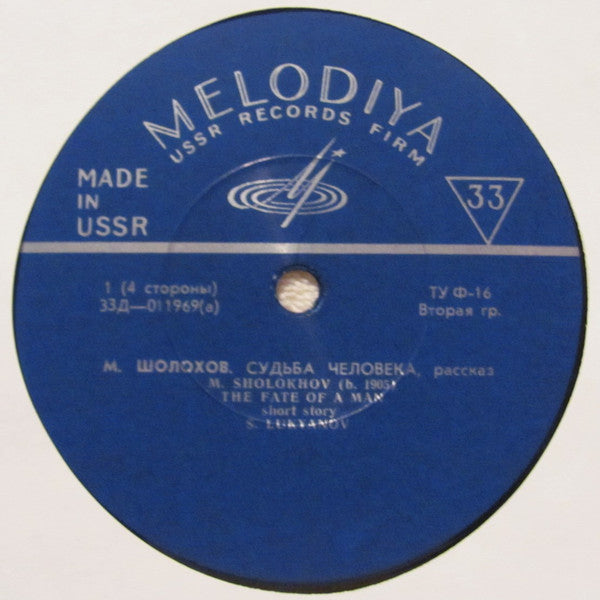 MELODIYA
USSR RECORDS FIRM
MADE
IN
USSR
33
1 (4 стороны)
33Д—011969(а)
ТУ Ф-16
Вторая гр.
М. ШОЛОХОВ. СУДЬБА ЧЕЛОВЕКА, рассказ
M. SHOLOKHOV (b. 1905)
THE FATE OF A MAN
short story
S. LUKYANOV